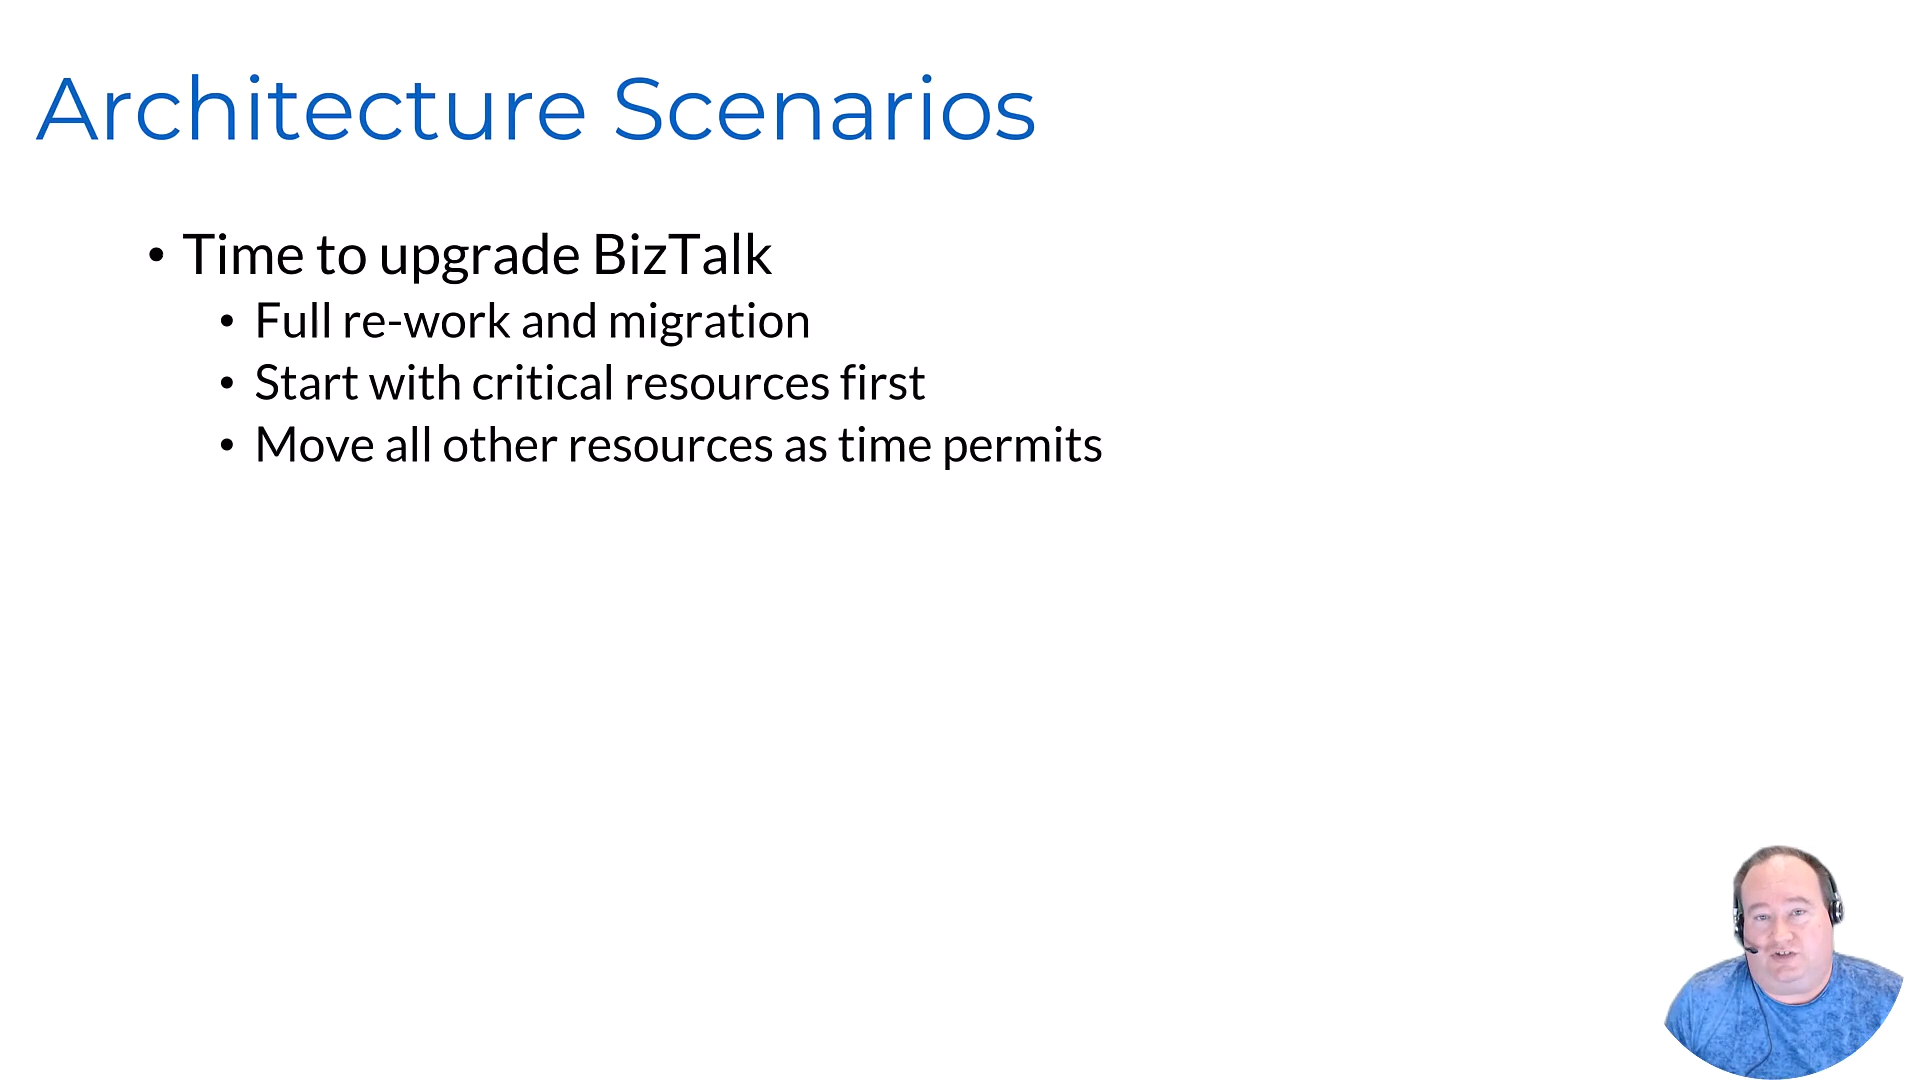 Architecture Scenarios
• Time to upgrade BizTalk
• Full re-work and migration
• Start with critical resources first
• Move all other resources as time permits